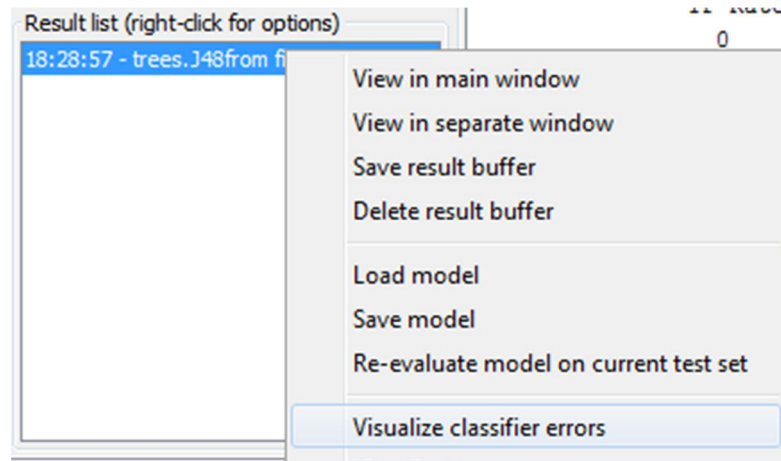 Result list (right-click for options)
0
18:28:57 - trees.J48from fi
View in main window
View in separate window
Save result buffer
Delete result buffer
Load model
Save model
Re-evaluate model on current test set
Visualize classifier errors